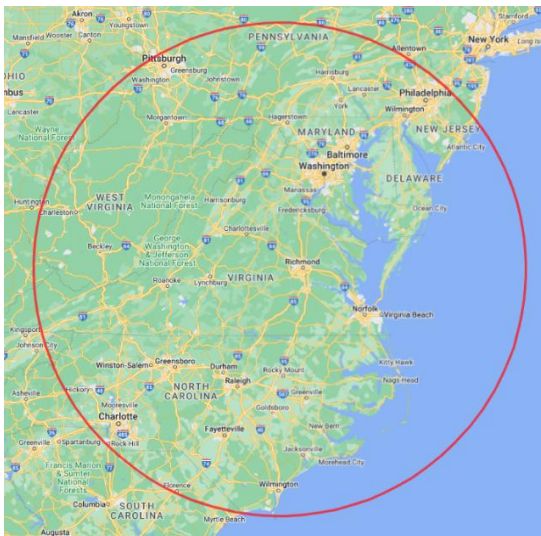 Akron
Youngstown
Stamford
Mansfield
Wooster
Canton
PENNSYLVANIA
New York
Long Is
Pittsburgh
Allentown
Greensburg
Washington
Johnstown
Harrisburg
OHIO
nbus
Lancaster
Philadelphia
York
Wilmington
Lancaster
Morgantown
Hagerstown
Wayne
National Forest
MARYLAND
NEW JERSEY
Baltimore
Atlantic City
Washington
DELAWARE
Manassas
Huntington
WEST
VIRGINIA
Monongahela
National Forest
Harrisonburg
Fredericksburg
Ocean City
Charleston
Charlottesville
Beckley
George
Washington
& Jefferson
National Forest
Richmond
VIRGINIA
Roanoke
Lynchburg
Norfolk
Virginia Beach
Kingsport
Johnson City
Kitty Hawk
Winston-Salem
Greensboro
Durham
Rocky Mount
Nags Head
Raleigh
Asheville
Hickory
NORTH
CAROLINA
Greenville
Mooresville
Goldsboro
Charlotte
New Bern
Fayetteville
Greenville
Spartanburg
Rock Hill
Jacksonville
Morehead City
Francis Marion
& Sumter
National
Forests
Florence
Wilmington
Columbia
SOUTH
CAROLINA
Myrtle Beach
Augusta